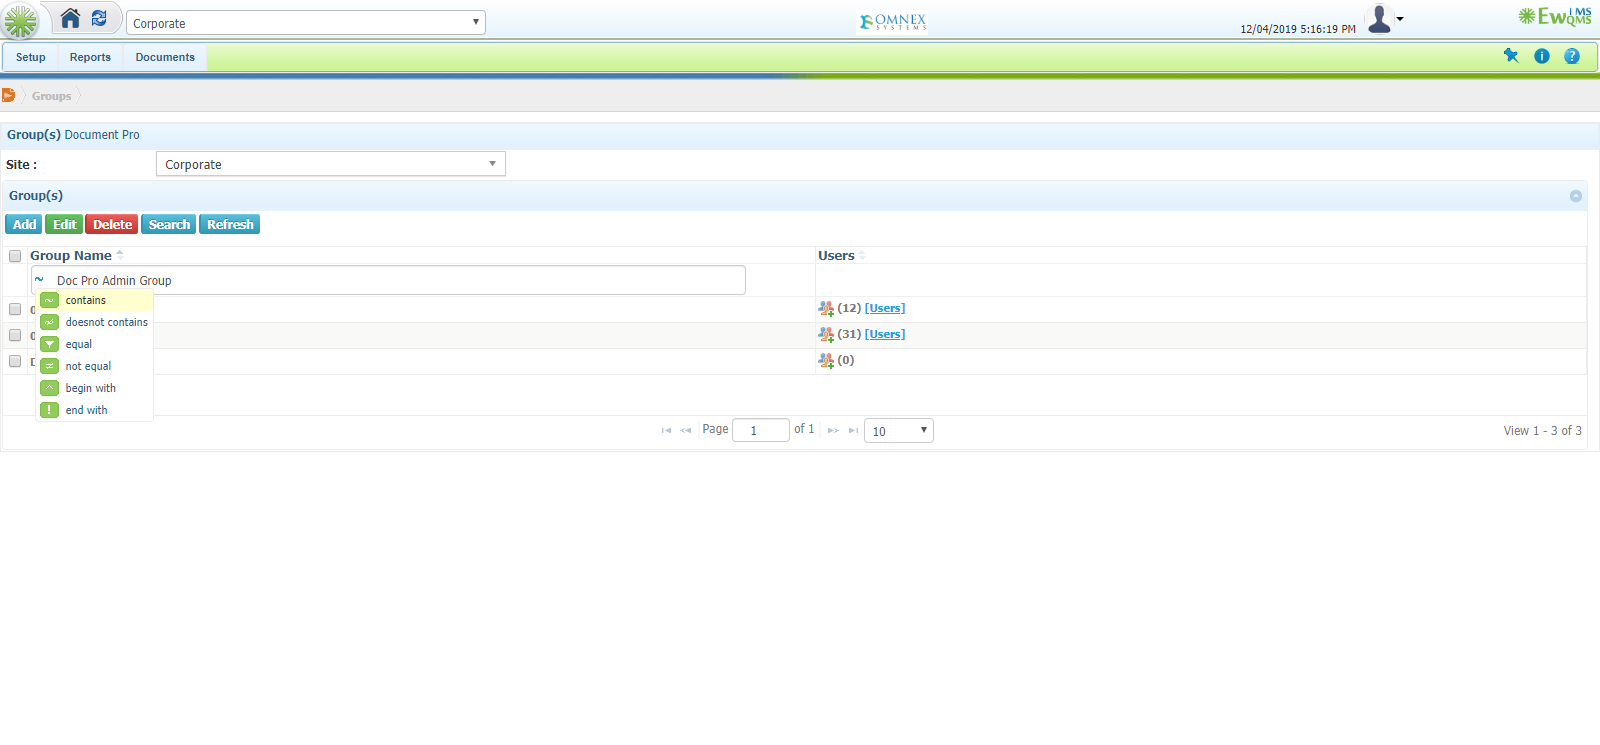 Corporate
OMNEX
SYSTEMS
12/04/2019 5:16:19 PM
EwIMS
QMS
Setup Reports Documents
Groups
Group(s) Document Pro
Site : Corporate
Group(s)
Add Edit Delete Search Refresh
Group Name Users
Doc Pro Admin Group
contains
(12) [Users]
doesnot contains
(31) [Users]
equal
not equal
(0)
begin with
end with
Page 1 of 1 10 View 1 - 3 of 3